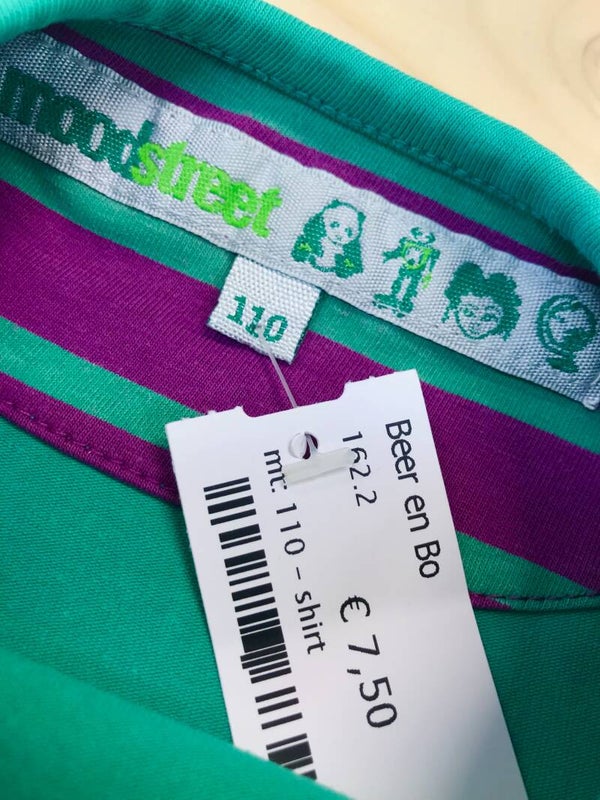 moodstreet
110
Beer en Bo
162.2
€ 7,50
mt: 110 - shirt